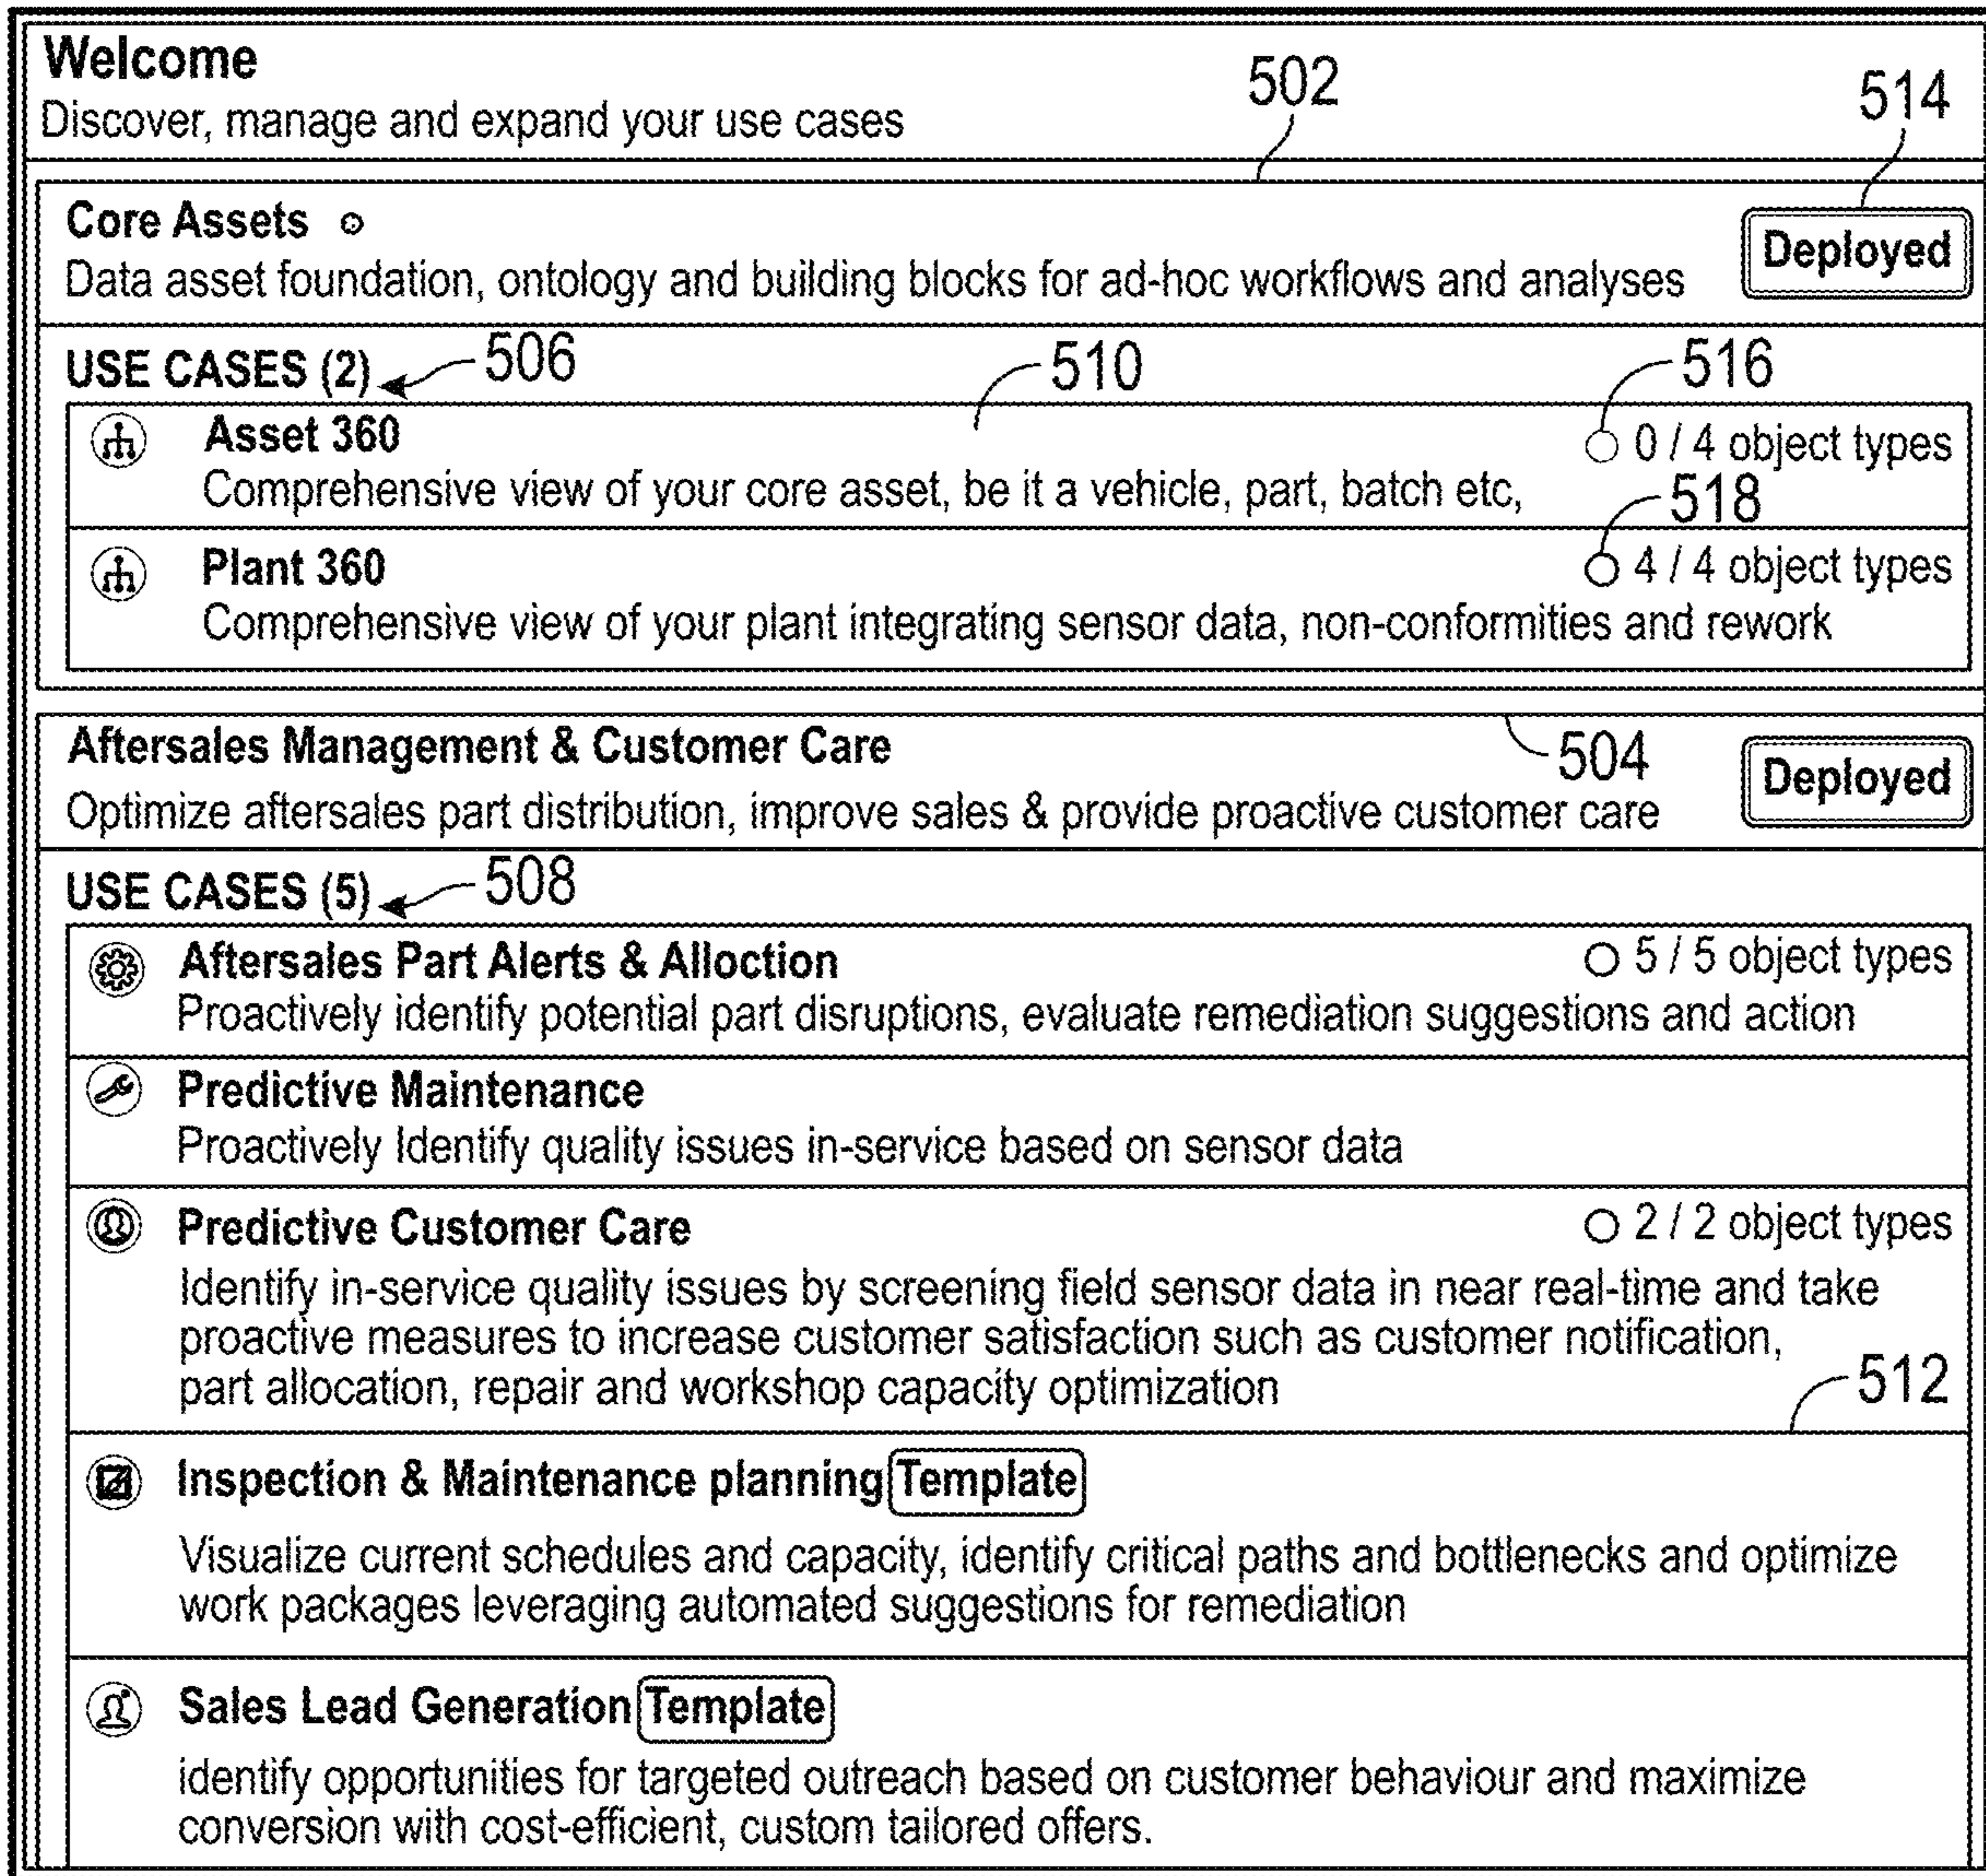 Welcome
Discover, manage and expand your use cases
502
514
Core Assets
Data asset foundation, ontology and building blocks for ad-hoc workflows and analyses
Deployed
USE CASES (2)
506
510
516
Asset 360
0 / 4 object types
Comprehensive view of your core asset, be it a vehicle, part, batch etc,
518
Plant 360
4 / 4 object types
Comprehensive view of your plant integrating sensor data, non-conformities and rework
Aftersales Management & Customer Care
504
Deployed
Optimize aftersales part distribution, improve sales & provide proactive customer care
USE CASES (5)
508
Aftersales Part Alerts & Alloction
5 / 5 object types
Proactively identify potential part disruptions, evaluate remediation suggestions and action
Predictive Maintenance
Proactively Identify quality issues in-service based on sensor data
Predictive Customer Care
2 / 2 object types
Identify in-service quality issues by screening field sensor data in near real-time and take
proactive measures to increase customer satisfaction such as customer notification,
part allocation, repair and workshop capacity optimization
512
Inspection & Maintenance planning Template
Visualize current schedules and capacity, identify critical paths and bottlenecks and optimize
work packages leveraging automated suggestions for remediation
Sales Lead Generation Template
identify opportunities for targeted outreach based on customer behaviour and maximize
conversion with cost-efficient, custom tailored offers.